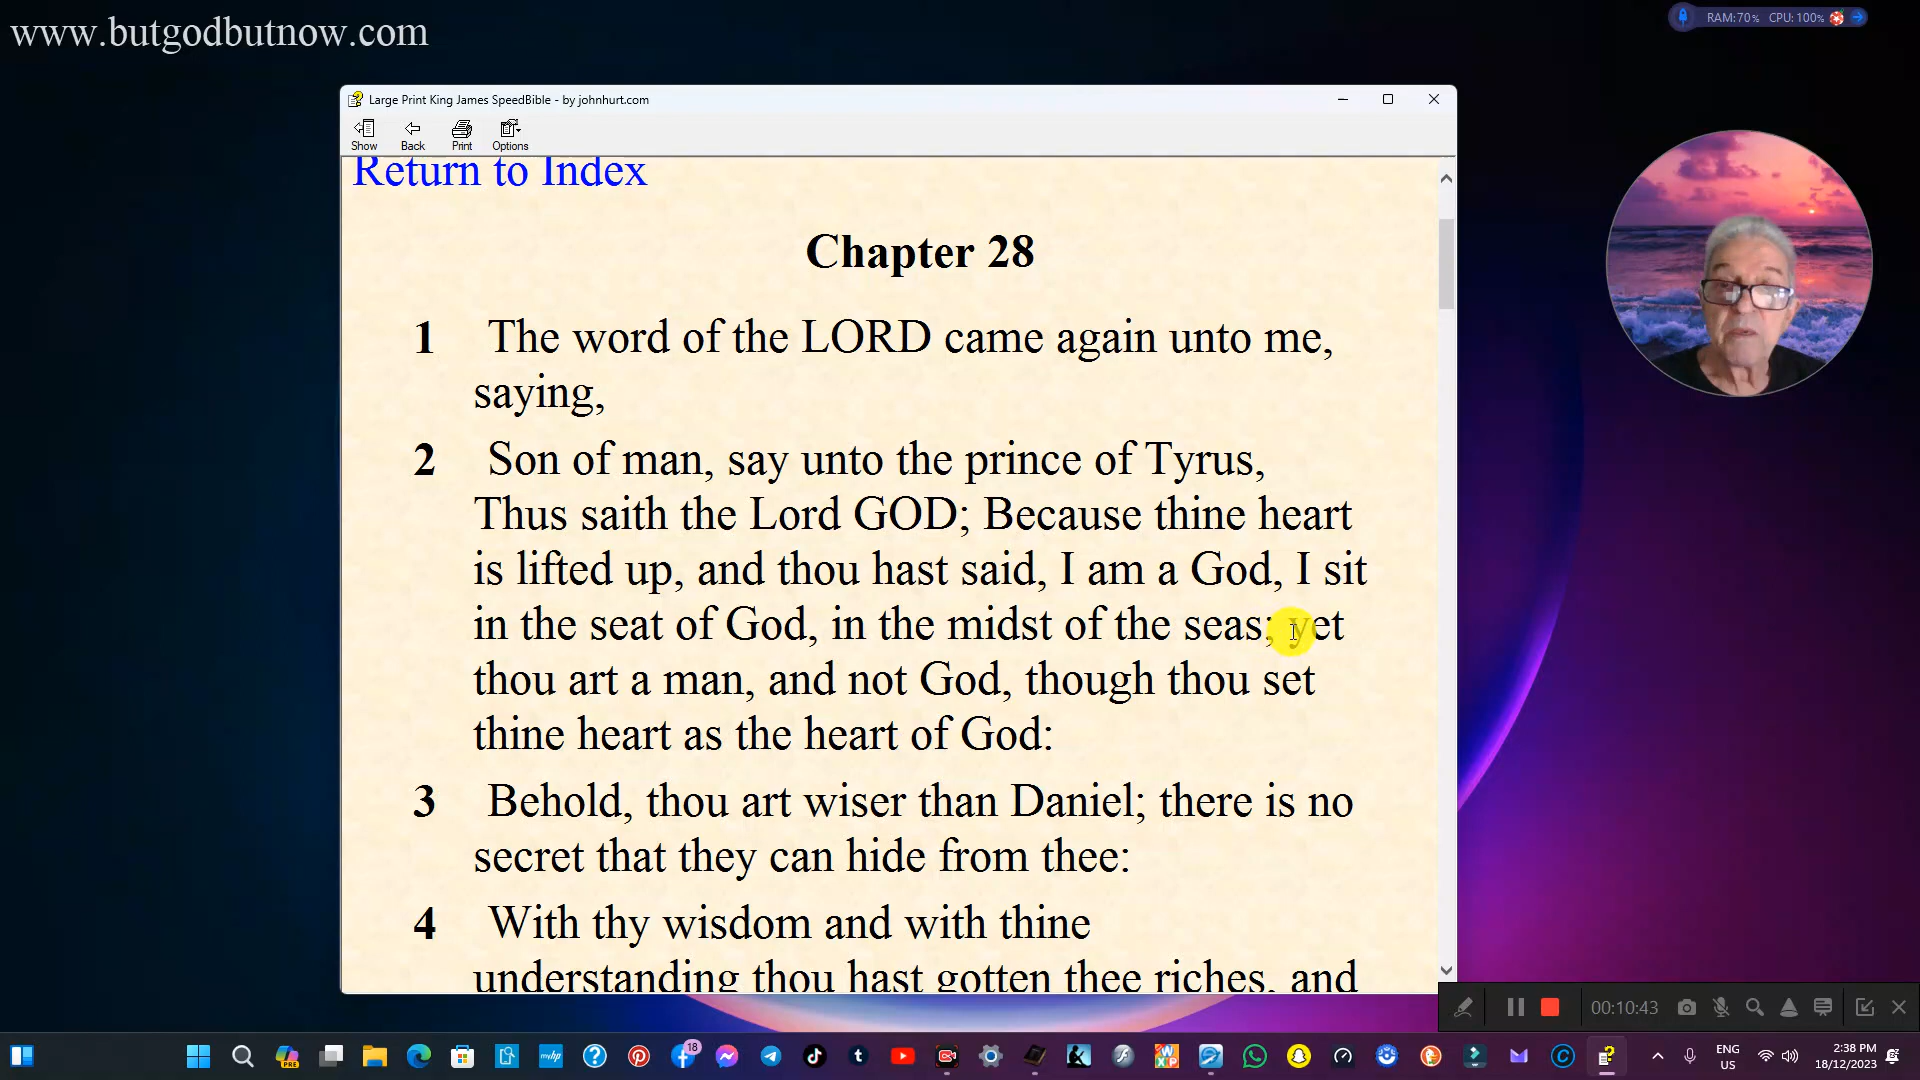 www.butgodbutnow.com
RAM:70% CPU:100%
Large Print King James SpeedBible - by johnhurt.com
Show Back Print Options
Return to Index
Chapter 28
1 The word of the LORD came again unto me,
saying,
2 Son of man, say unto the prince of Tyrus,
Thus saith the Lord GOD; Because thine heart
is lifted up, and thou hast said, I am a God, I sit
in the seat of God, in the midst of the seas; yet
thou art a man, and not God, though thou set
thine heart as the heart of God:
3 Behold, thou art wiser than Daniel; there is no
secret that they can hide from thee:
4 With thy wisdom and with thine
understanding thou hast gotten thee riches, and
00:10:43
PRE
myhp
18
ENG
US
2:38 PM
18/12/2023